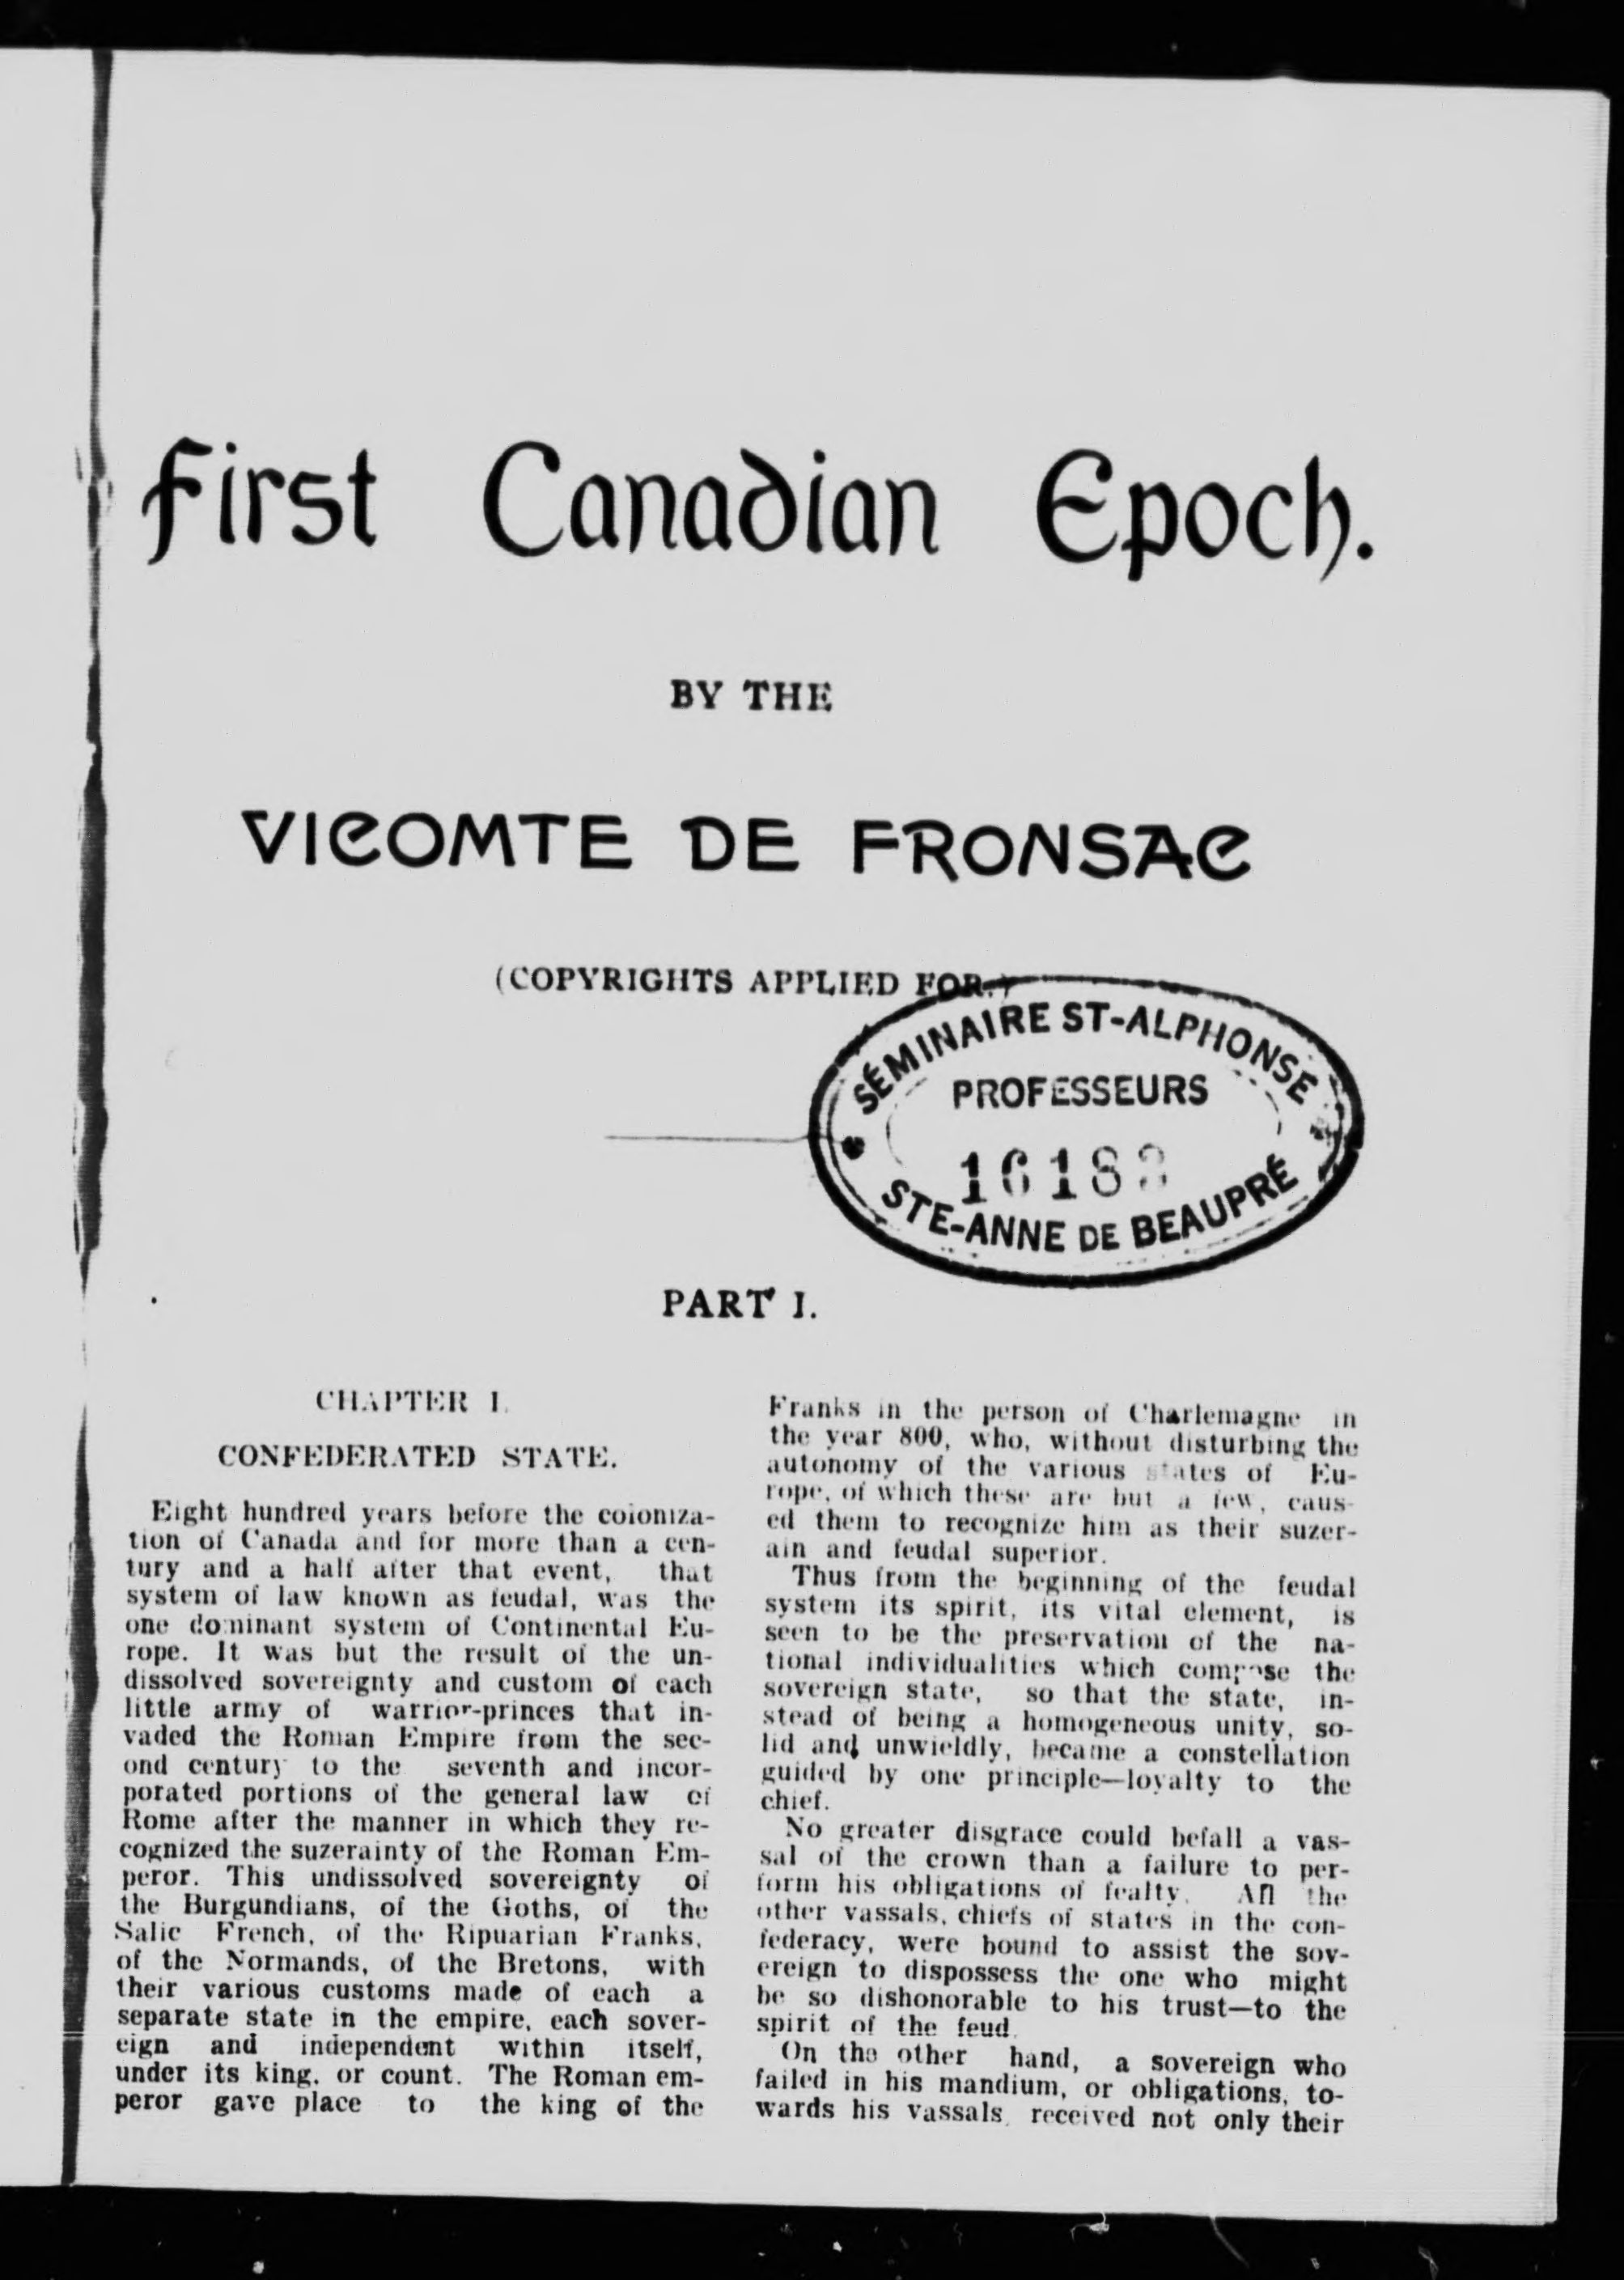 First Canadian Epoch.
BY THE
VICOMTE DE FRONSAC
(COPYRIGHTS APPLIED FOR.)
SÉMINAIRE ST-ALPHONSE
PROFESSEURS
STE-ANNE DE BEAUPRÉ
PART I.
CHAPTER I.
CONFEDERATED STATE.
Eight hundred years before the coloniza-
tion of Canada and for more than a cen-
tury and a half after that event, that
system of law known as feudal, was the
one dominant system of Continental Eu-
rope. It was but the result of the un-
dissolved sovereignty and custom of each
little army of warrior-princes that in-
vaded the Roman Empire from the sec-
ond century to the seventh and incor-
porated portions of the general law of
Rome after the manner in which they re-
cognized the suzerainty of the Roman Em-
peror. This undissolved sovereignty of
the Burgundians, of the Goths, of the
Salic French, of the Ripuarian Franks,
of the Normands, of the Bretons, with
their various customs made of each a
separate state in the empire, each sover-
eign and independent within itself,
under its king, or count. The Roman em-
peror gave place to the king of the
Franks in the person of Charlemagne in
the year 800, who, without disturbing the
autonomy of the various states of Eu-
rope, of which these are but a few, caus-
ed them to recognize him as their suzer-
ain and feudal superior.
Thus from the beginning of the feudal
system its spirit, its vital element, is
seen to be the preservation of the na-
tional individualities which compose the
sovereign state, so that the state, in-
stead of being a homogeneous unity, so-
lid and unwieldly, became a constellation
guided by one principle—loyalty to the
chief.
No greater disgrace could befall a vas-
sal of the crown than a failure to per-
form his obligations of fealty. All the
other vassals, chiefs of states in the con-
federacy, were bound to assist the sov-
ereign to dispossess the one who might
be so dishonorable to his trust—to the
spirit of the feud.
On the other hand, a sovereign who
failed in his mandium, or obligations, to-
wards his vassals, received not only their